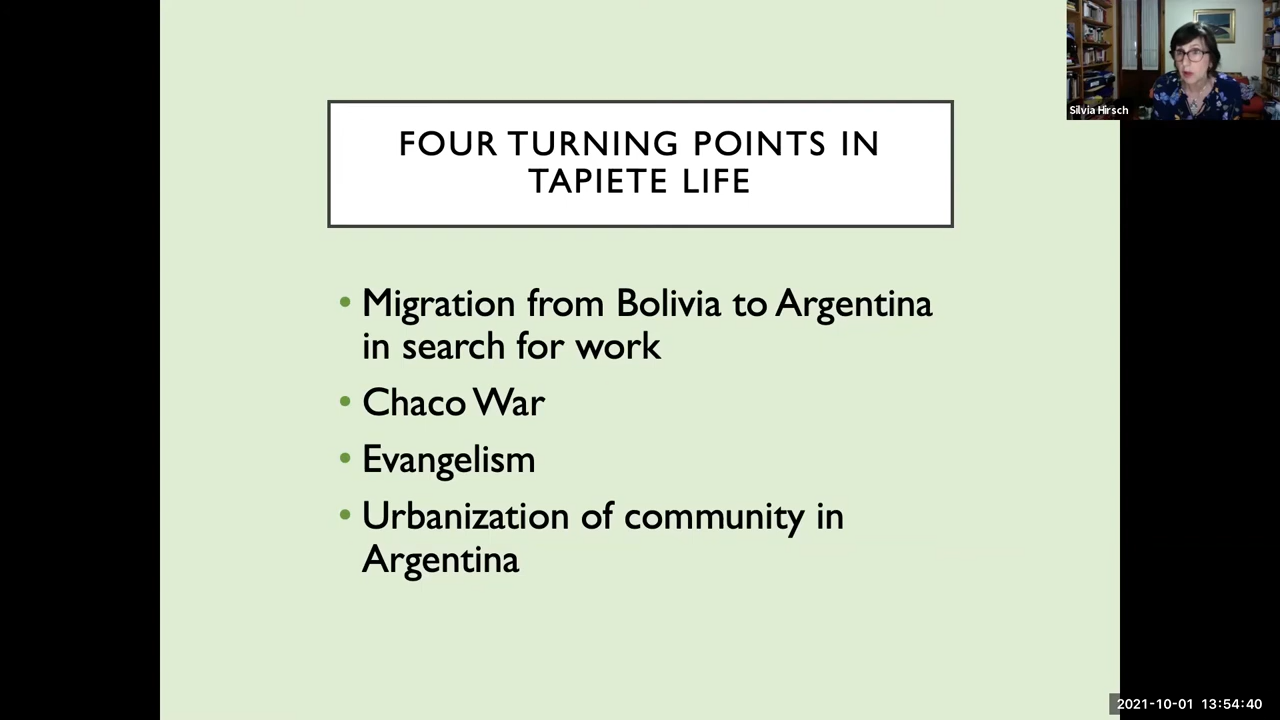 Silvia Hirsch
FOUR TURNING POINTS IN
TAPIETE LIFE
• Migration from Bolivia to Argentina
in search for work
• Chaco War
• Evangelism
• Urbanization of community in
Argentina
2021-10-01 13:54:40